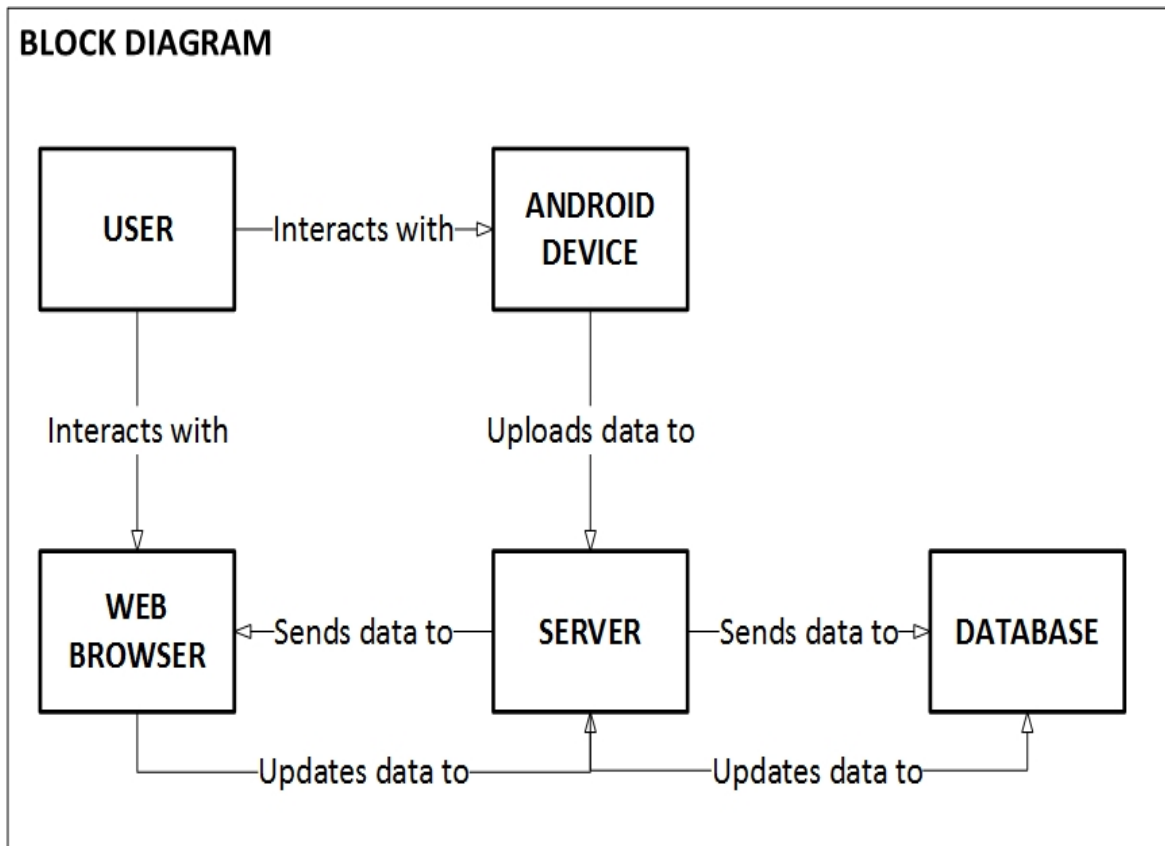 BLOCK DIAGRAM
USER
Interacts with
ANDROID
DEVICE
Interacts with
Uploads data to
WEB
BROWSER
Sends data to
SERVER
Sends data to
DATABASE
Updates data to
Updates data to